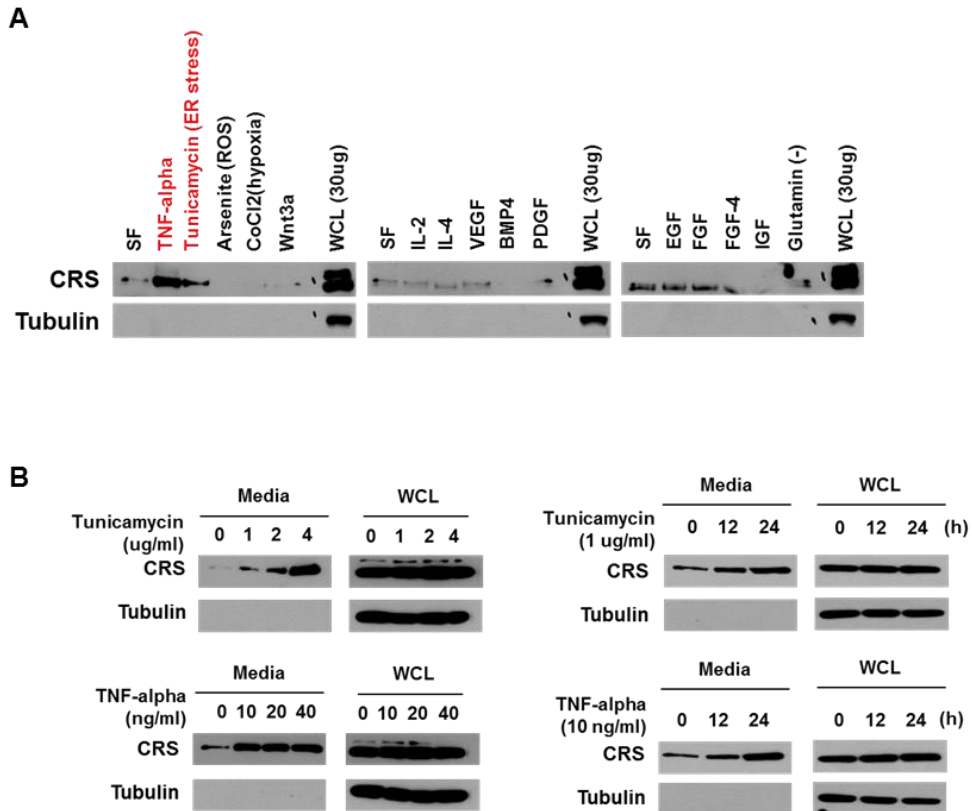 A
SF
TNF-alpha
Tunicamycin (ER stress)
Arsenite (ROS)
CoCl2(hypoxia)
Wnt3a
WCL (30ug)
SF
IL-2
IL-4
VEGF
BMP4
PDGF
WCL (30ug)
SF
EGF
FGF
FGF-4
IGF
Glutamin (-)
WCL (30ug)
CRS
Tubulin
B
Media WCL
Tunicamycin (ug/ml) 0 1 2 4 0 1 2 4
CRS
Tubulin
Media WCL
Tunicamycin (1 ug/ml) 0 12 24 0 12 24 (h)
CRS
Tubulin
Media WCL
TNF-alpha (ng/ml) 0 10 20 40 0 10 20 40
CRS
Tubulin
Media WCL
TNF-alpha (10 ng/ml) 0 12 24 0 12 24 (h)
CRS
Tubulin